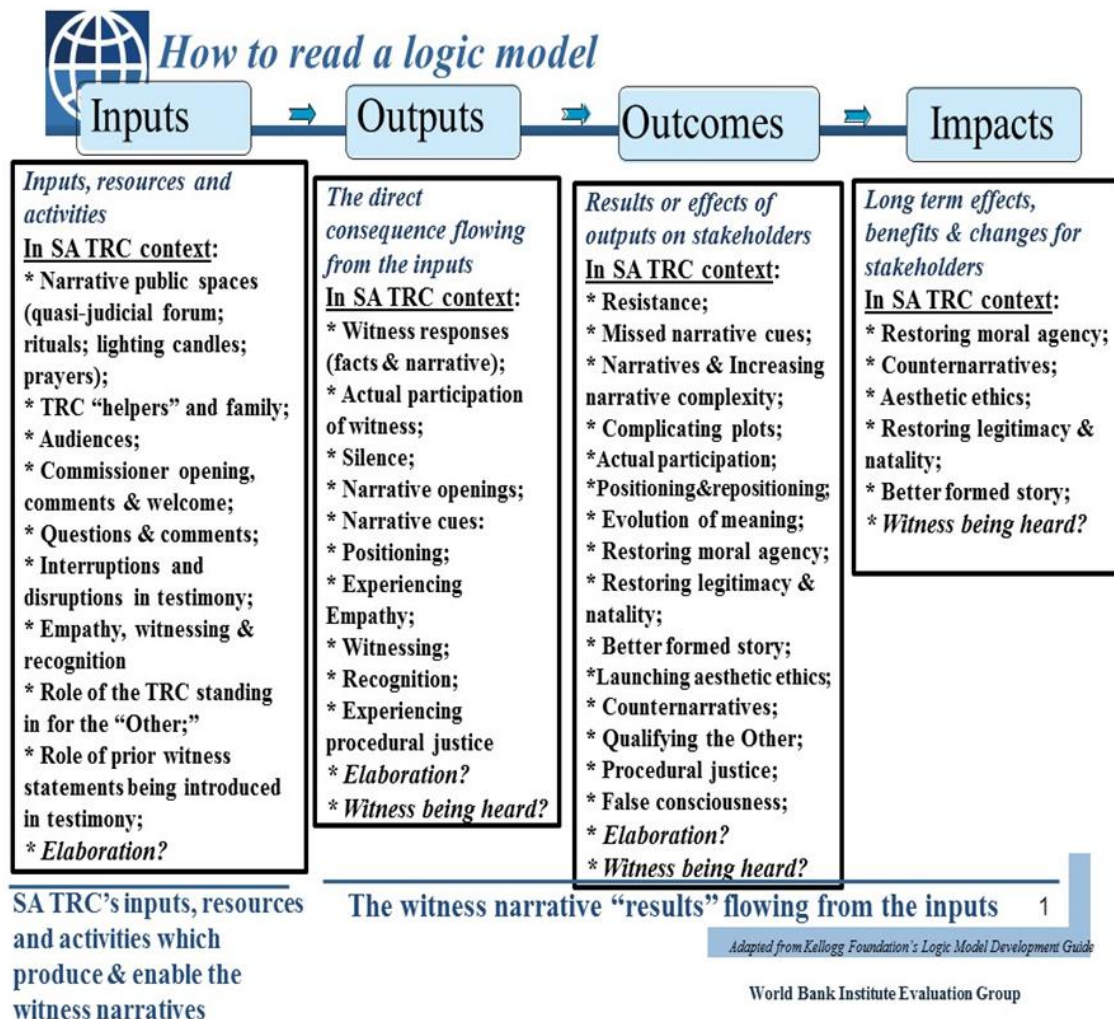 How to read a logic model
Inputs
Outputs
Outcomes
Impacts
Inputs, resources and
activities
In SA TRC context:
* Narrative public spaces
(quasi-judicial forum;
rituals; lighting candles;
prayers);
* TRC “helpers” and family;
* Audiences;
* Commissioner opening,
comments & welcome;
* Questions & comments;
* Interruptions and
disruptions in testimony;
* Empathy, witnessing &
recognition
* Role of the TRC standing
in for the “Other;”
* Role of prior witness
statements being introduced
in testimony;
* Elaboration?
The direct
consequence flowing
from the inputs
In SA TRC context:
* Witness responses
(facts & narrative);
* Actual participation
of witness;
* Silence;
* Narrative openings;
* Narrative cues:
* Positioning;
* Experiencing
Empathy;
* Witnessing;
* Recognition;
* Experiencing
procedural justice
* Elaboration?
* Witness being heard?
Results or effects of
outputs on stakeholders
In SA TRC context:
* Resistance;
* Missed narrative cues;
* Narratives & Increasing
narrative complexity;
* Complicating plots;
*Actual participation;
*Positioning&repositioning;
* Evolution of meaning;
* Restoring moral agency;
* Restoring legitimacy &
natality;
* Better formed story;
*Launching aesthetic ethics;
* Counternarratives;
* Qualifying the Other;
* Procedural justice;
* False consciousness;
* Elaboration?
* Witness being heard?
Long term effects,
benefits & changes for
stakeholders
In SA TRC context:
* Restoring moral agency;
* Counternarratives;
* Aesthetic ethics;
* Restoring legitimacy &
natality;
* Better formed story;
* Witness being heard?
SA TRC’s inputs, resources
and activities which
produce & enable the
witness narratives
The witness narrative “results” flowing from the inputs
1
Adapted from Kellogg Foundation’s Logic Model Development Guide
World Bank Institute Evaluation Group